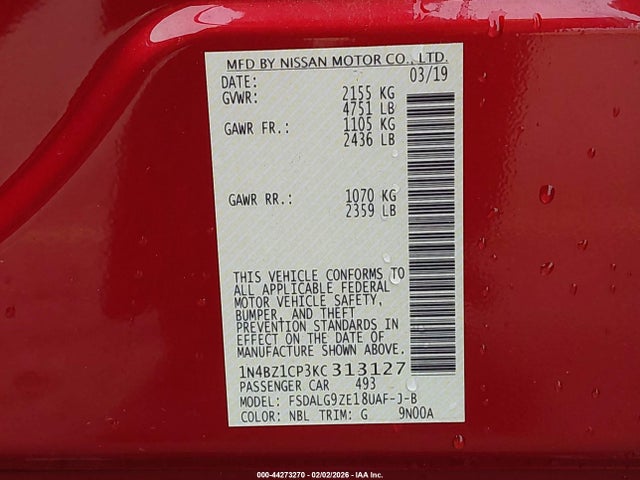 MFD BY NISSAN MOTOR CO., LTD.
DATE: 03/19
GVWR: 2155 KG
4751 LB
GAWR FR.: 1105 KG
2436 LB
GAWR RR.: 1070 KG
2359 LB
THIS VEHICLE CONFORMS TO
ALL APPLICABLE FEDERAL
MOTOR VEHICLE SAFETY,
BUMPER, AND THEFT
PREVENTION STANDARDS IN
EFFECT ON THE DATE OF
MANUFACTURE SHOWN ABOVE.
1N4BZ1CP3KC313127
PASSENGER CAR 493
MODEL: FSDALG9ZE18UAF-J-B
COLOR: NBL TRIM: G 9N00A
000-44273270 - 02/02/2026 - IAA Inc.